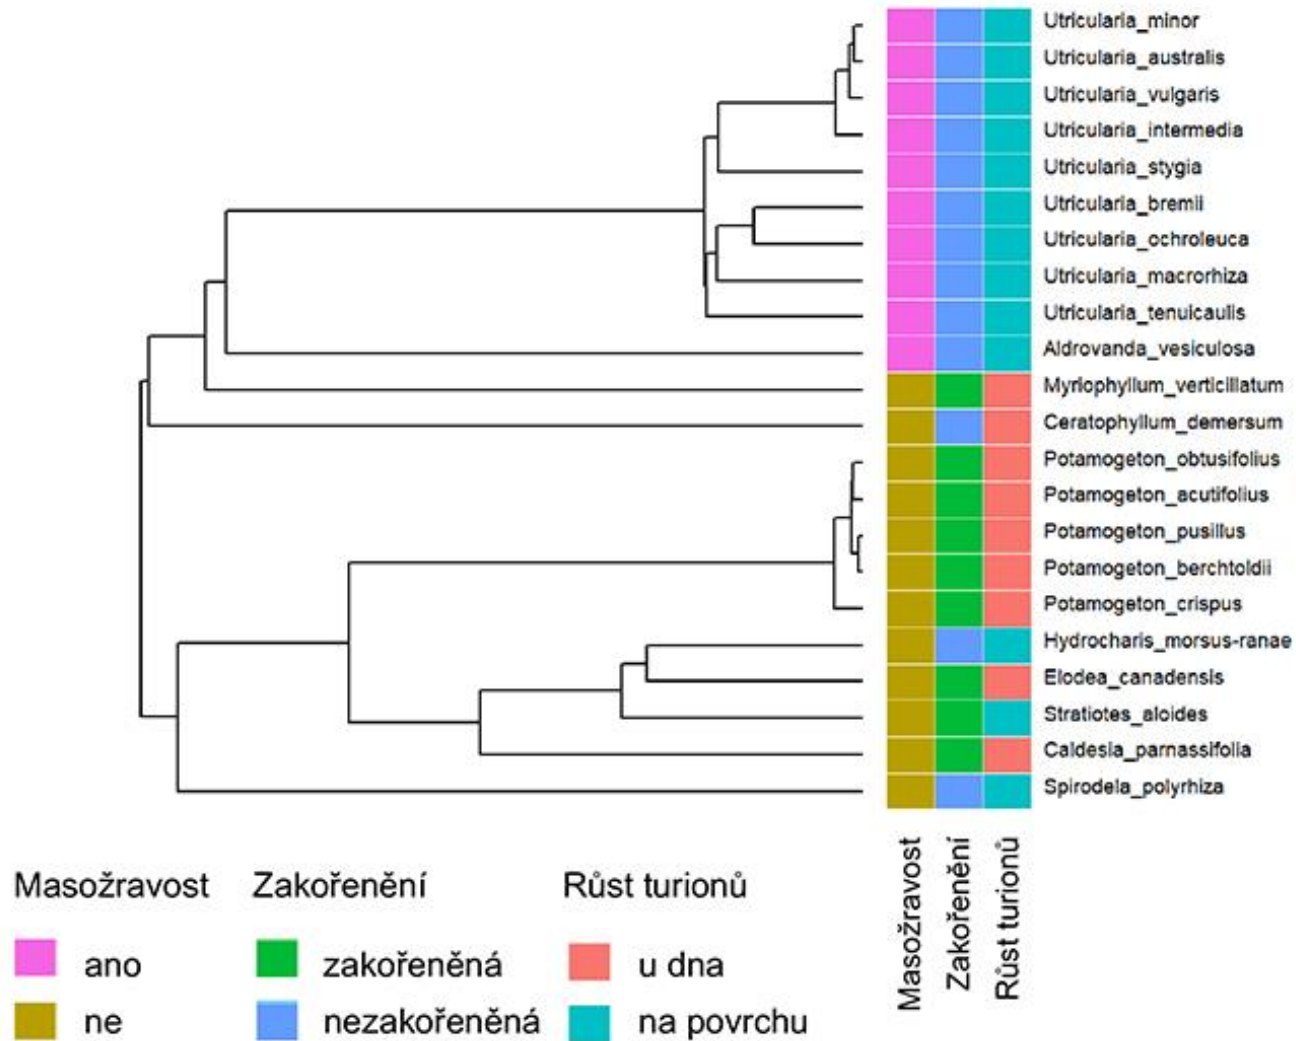 Utricularia_minor
Utricularia_australis
Utricularia_vulgaris
Utricularia_intermedia
Utricularia_stygia
Utricularia_bremii
Utricularia_ochroleuca
Utricularia_macrorhiza
Utricularia_tenuicaulis
Aldrovanda_vesiculosa
Myriophyllum_verticillatum
Ceratophyllum_demersum
Potamogeton_obtusifolius
Potamogeton_acutifolius
Potamogeton_pusillus
Potamogeton_berchtoldii
Potamogeton_crispus
Hydrocharis_morsus-ranae
Elodea_canadensis
Stratiotes_aloides
Caldesia_parnassifolia
Spirodela_polyrhiza
Masožravost
Zakořenění
Růst turionů
Masožravost Zakořenění Růst turionů
ano zakořeněná u dna
ne nezakořeněná na povrchu